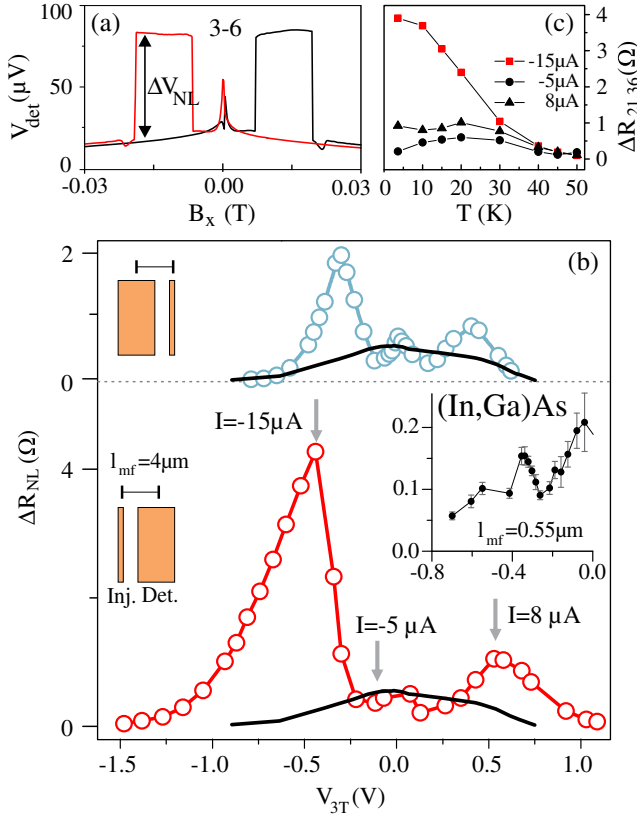 (a)
3-6
ΔV_NL
V_det(µV)
100
50
0
-0.03
0.00
0.03
B_x (T)
(c)
-15µA
-5µA
8µA
ΔR_21,36(Ω)
4
3
2
1
0
0
10
20
30
40
50
T (K)
(b)
2
0
ΔR_NL (Ω)
4
0
I=-15µA
l_mf=4µm
Inj. Det.
I=-5 µA
I=8 µA
(In,Ga)As
0.2
0.1
0.0
l_mf=0.55µm
-0.8
-0.4
0.0
-1.5
-1.0
-0.5
0.0
0.5
1.0
V_3T(V)